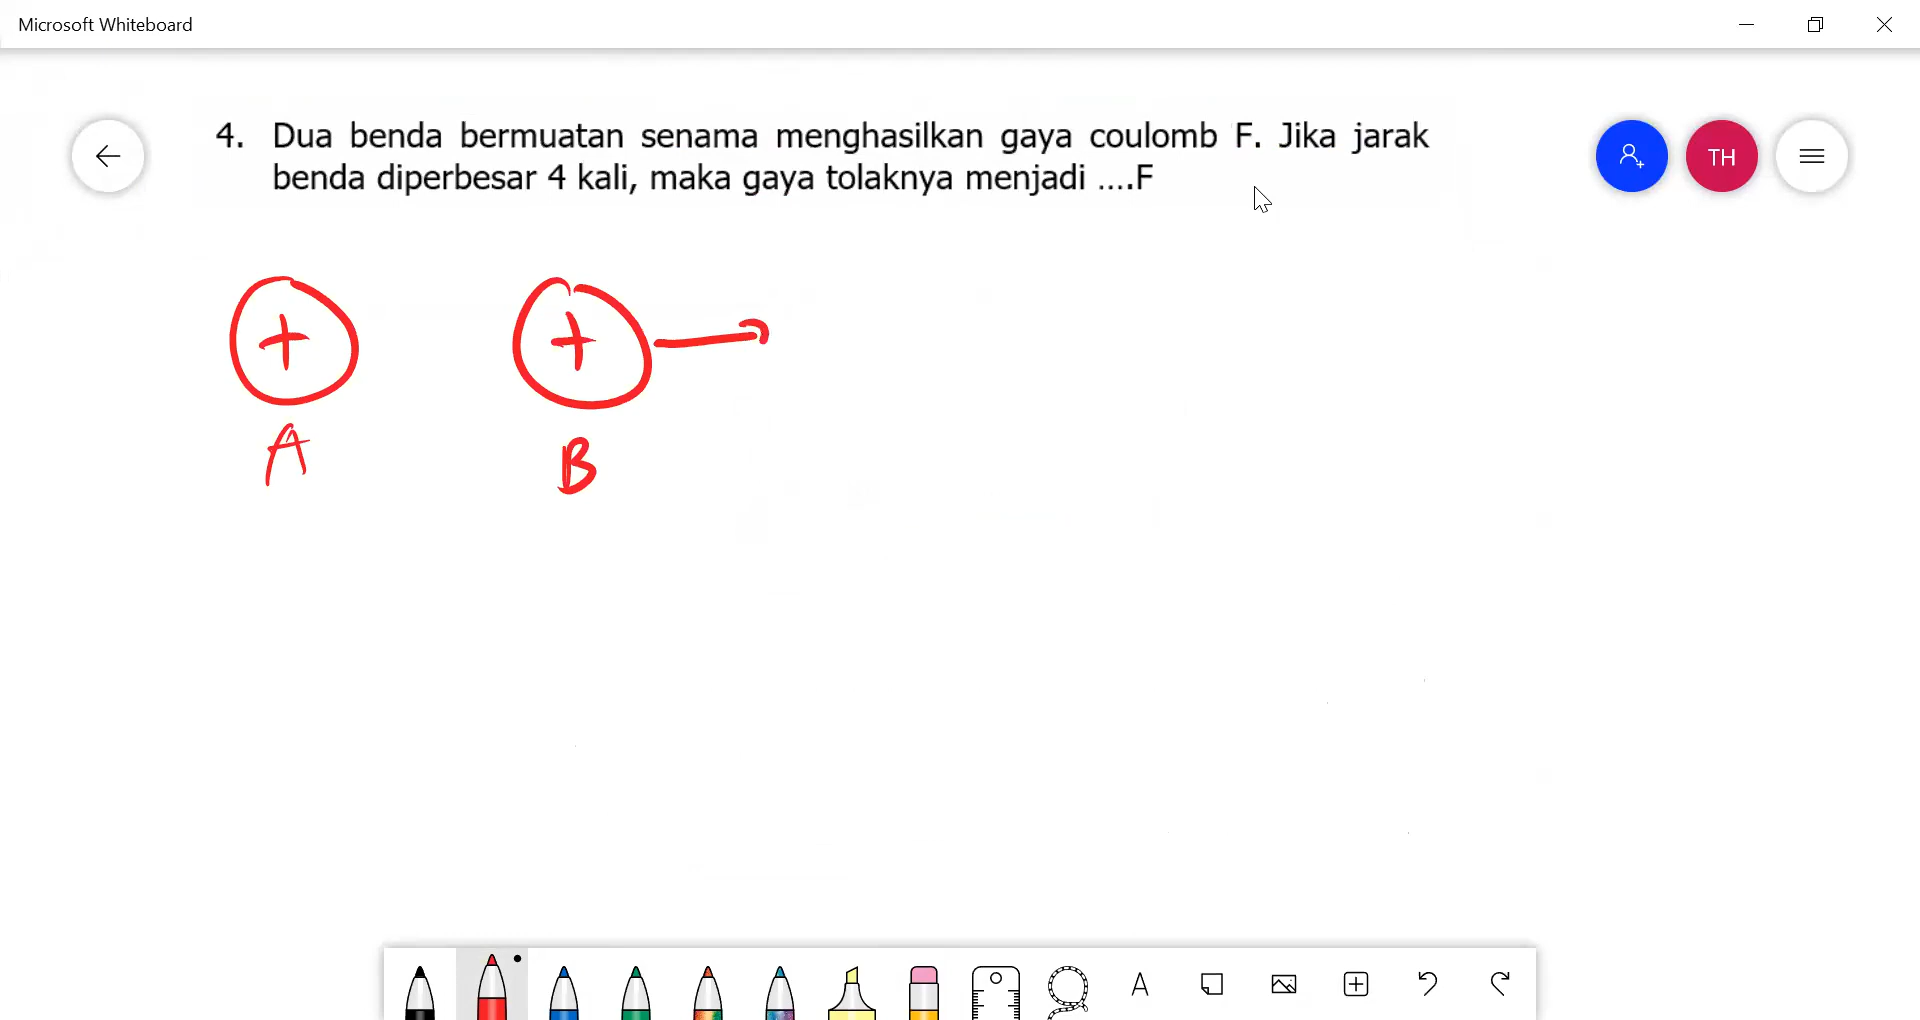 Microsoft Whiteboard
4. Dua benda bermuatan senama menghasilkan gaya coulomb F. Jika jarak
benda diperbesar 4 kali, maka gaya tolaknya menjadi ....F
TH
+ +
A B
A